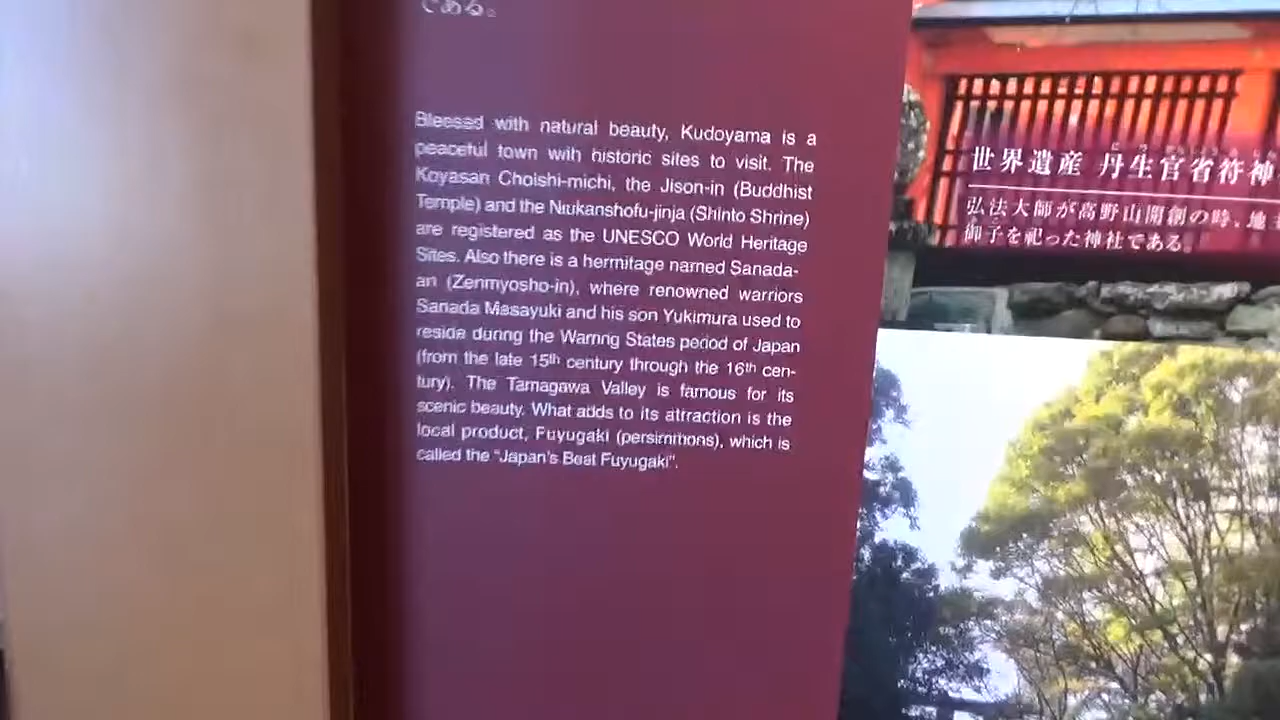 である。
Blessed with natural beauty, Kudoyama is a
peaceful town with historic sites to visit. The
Koyasan Choishi-michi, the Jison-in (Buddhist
Temple) and the Niukanshofu-jinja (Shinto Shrine)
are registered as the UNESCO World Heritage
Sites. Also there is a hermitage named Sanada-
an (Zenmyosho-in), where renowned warriors
Sanada Masayuki and his son Yukimura used to
reside during the Warring States period of Japan
(from the late 15th century through the 16th cen-
tury). The Tamagawa Valley is famous for its
scenic beauty. What adds to its attraction is the
local product, Fuyugaki (persimmons), which is
called the “Japan's Best Fuyugaki”.
世界遺産 丹生官省符神
弘法大師が高野山開創の時、地
御子を祀った神社である。